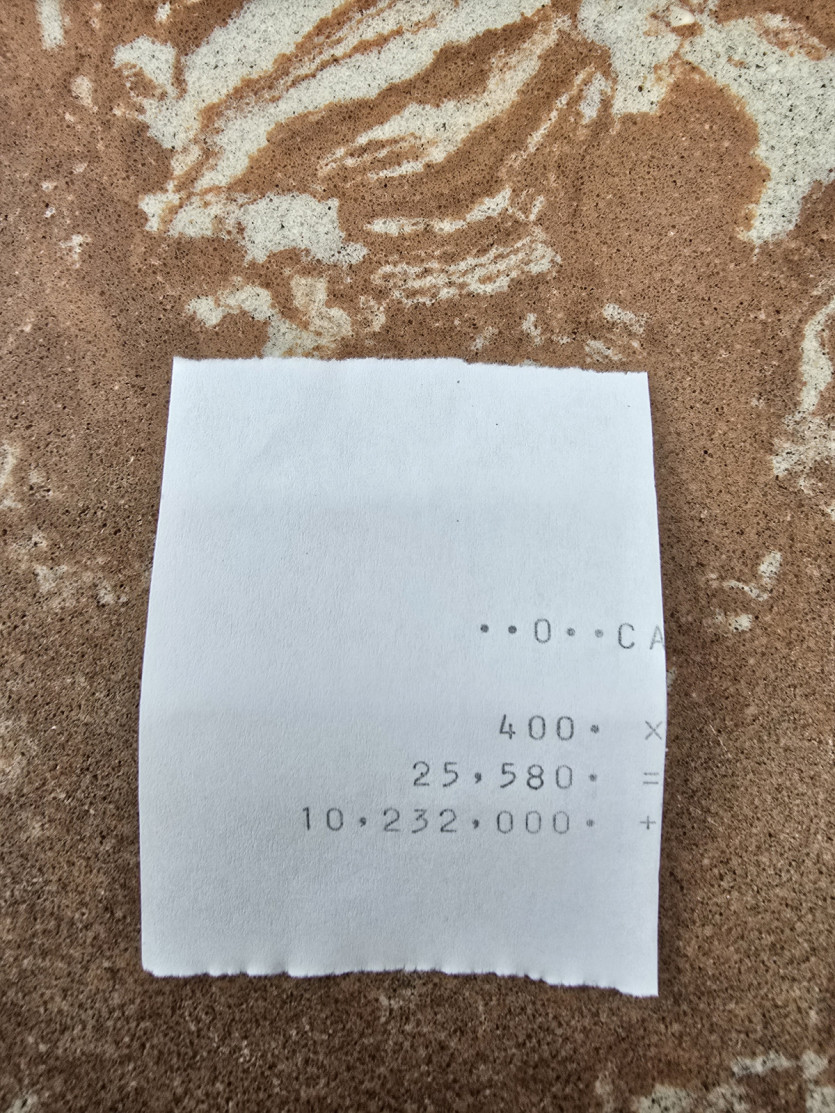 ··0··CA
400· ×
25,580· =
10,232,000· +